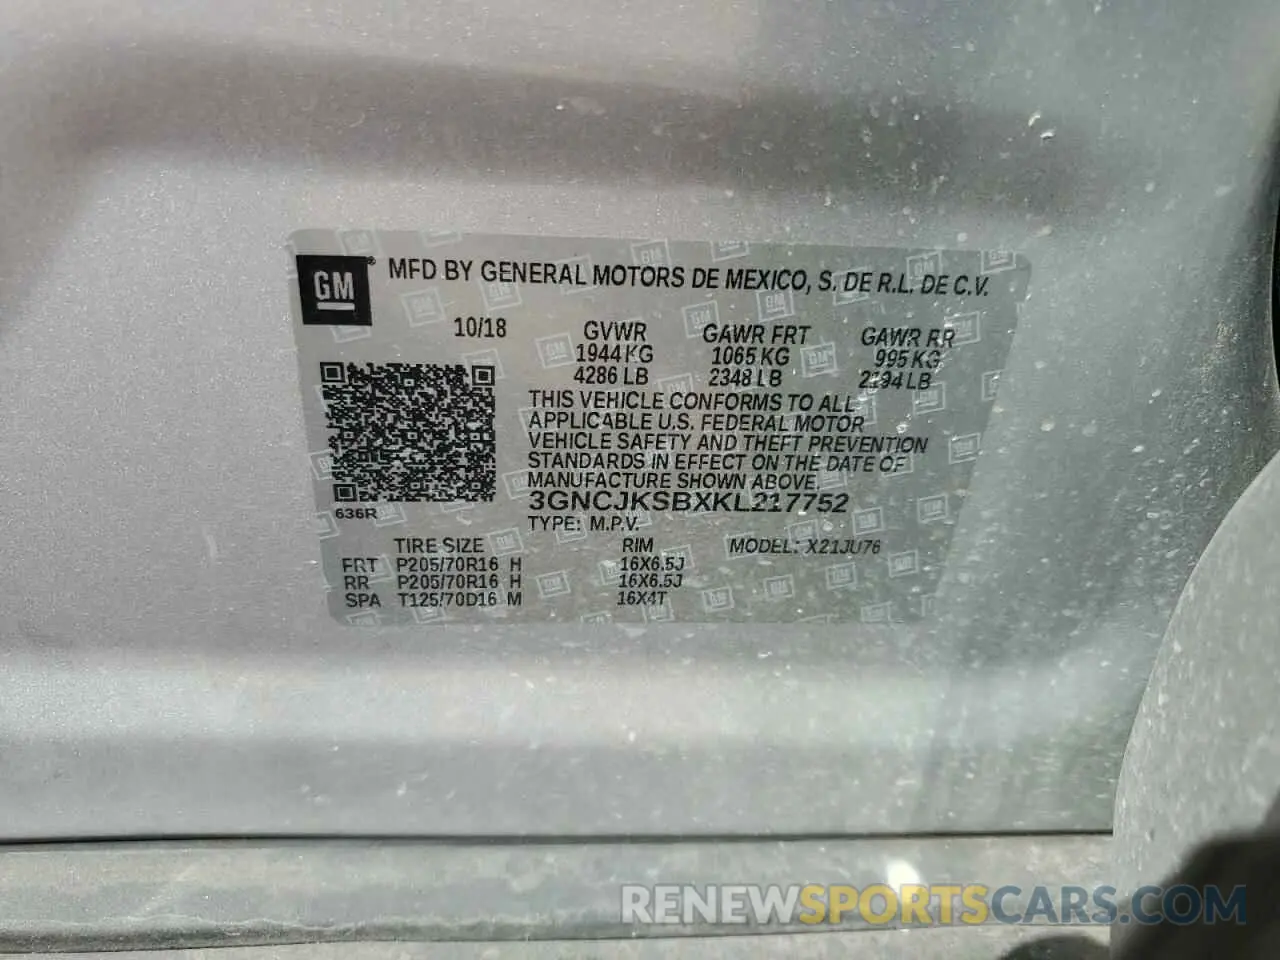 GM® MFD BY GENERAL MOTORS DE MEXICO, S. DE R.L. DE C.V.
10/18 GVWR GAWR FRT GAWR RR
1944 KG 1065 KG 995 KG
4286 LB 2348 LB 2194 LB
THIS VEHICLE CONFORMS TO ALL
APPLICABLE U.S. FEDERAL MOTOR
VEHICLE SAFETY AND THEFT PREVENTION
STANDARDS IN EFFECT ON THE DATE OF
MANUFACTURE SHOWN ABOVE.
3GNCJKSBXKL217752
636R
TYPE: M.P.V.
TIRE SIZE RIM MODEL: X21JU76
FRT P205/70R16 H 16X6.5J
RR P205/70R16 H 16X6.5J
SPA T125/70D16 M 16X4T
RENEWSPORTSCARS.COM